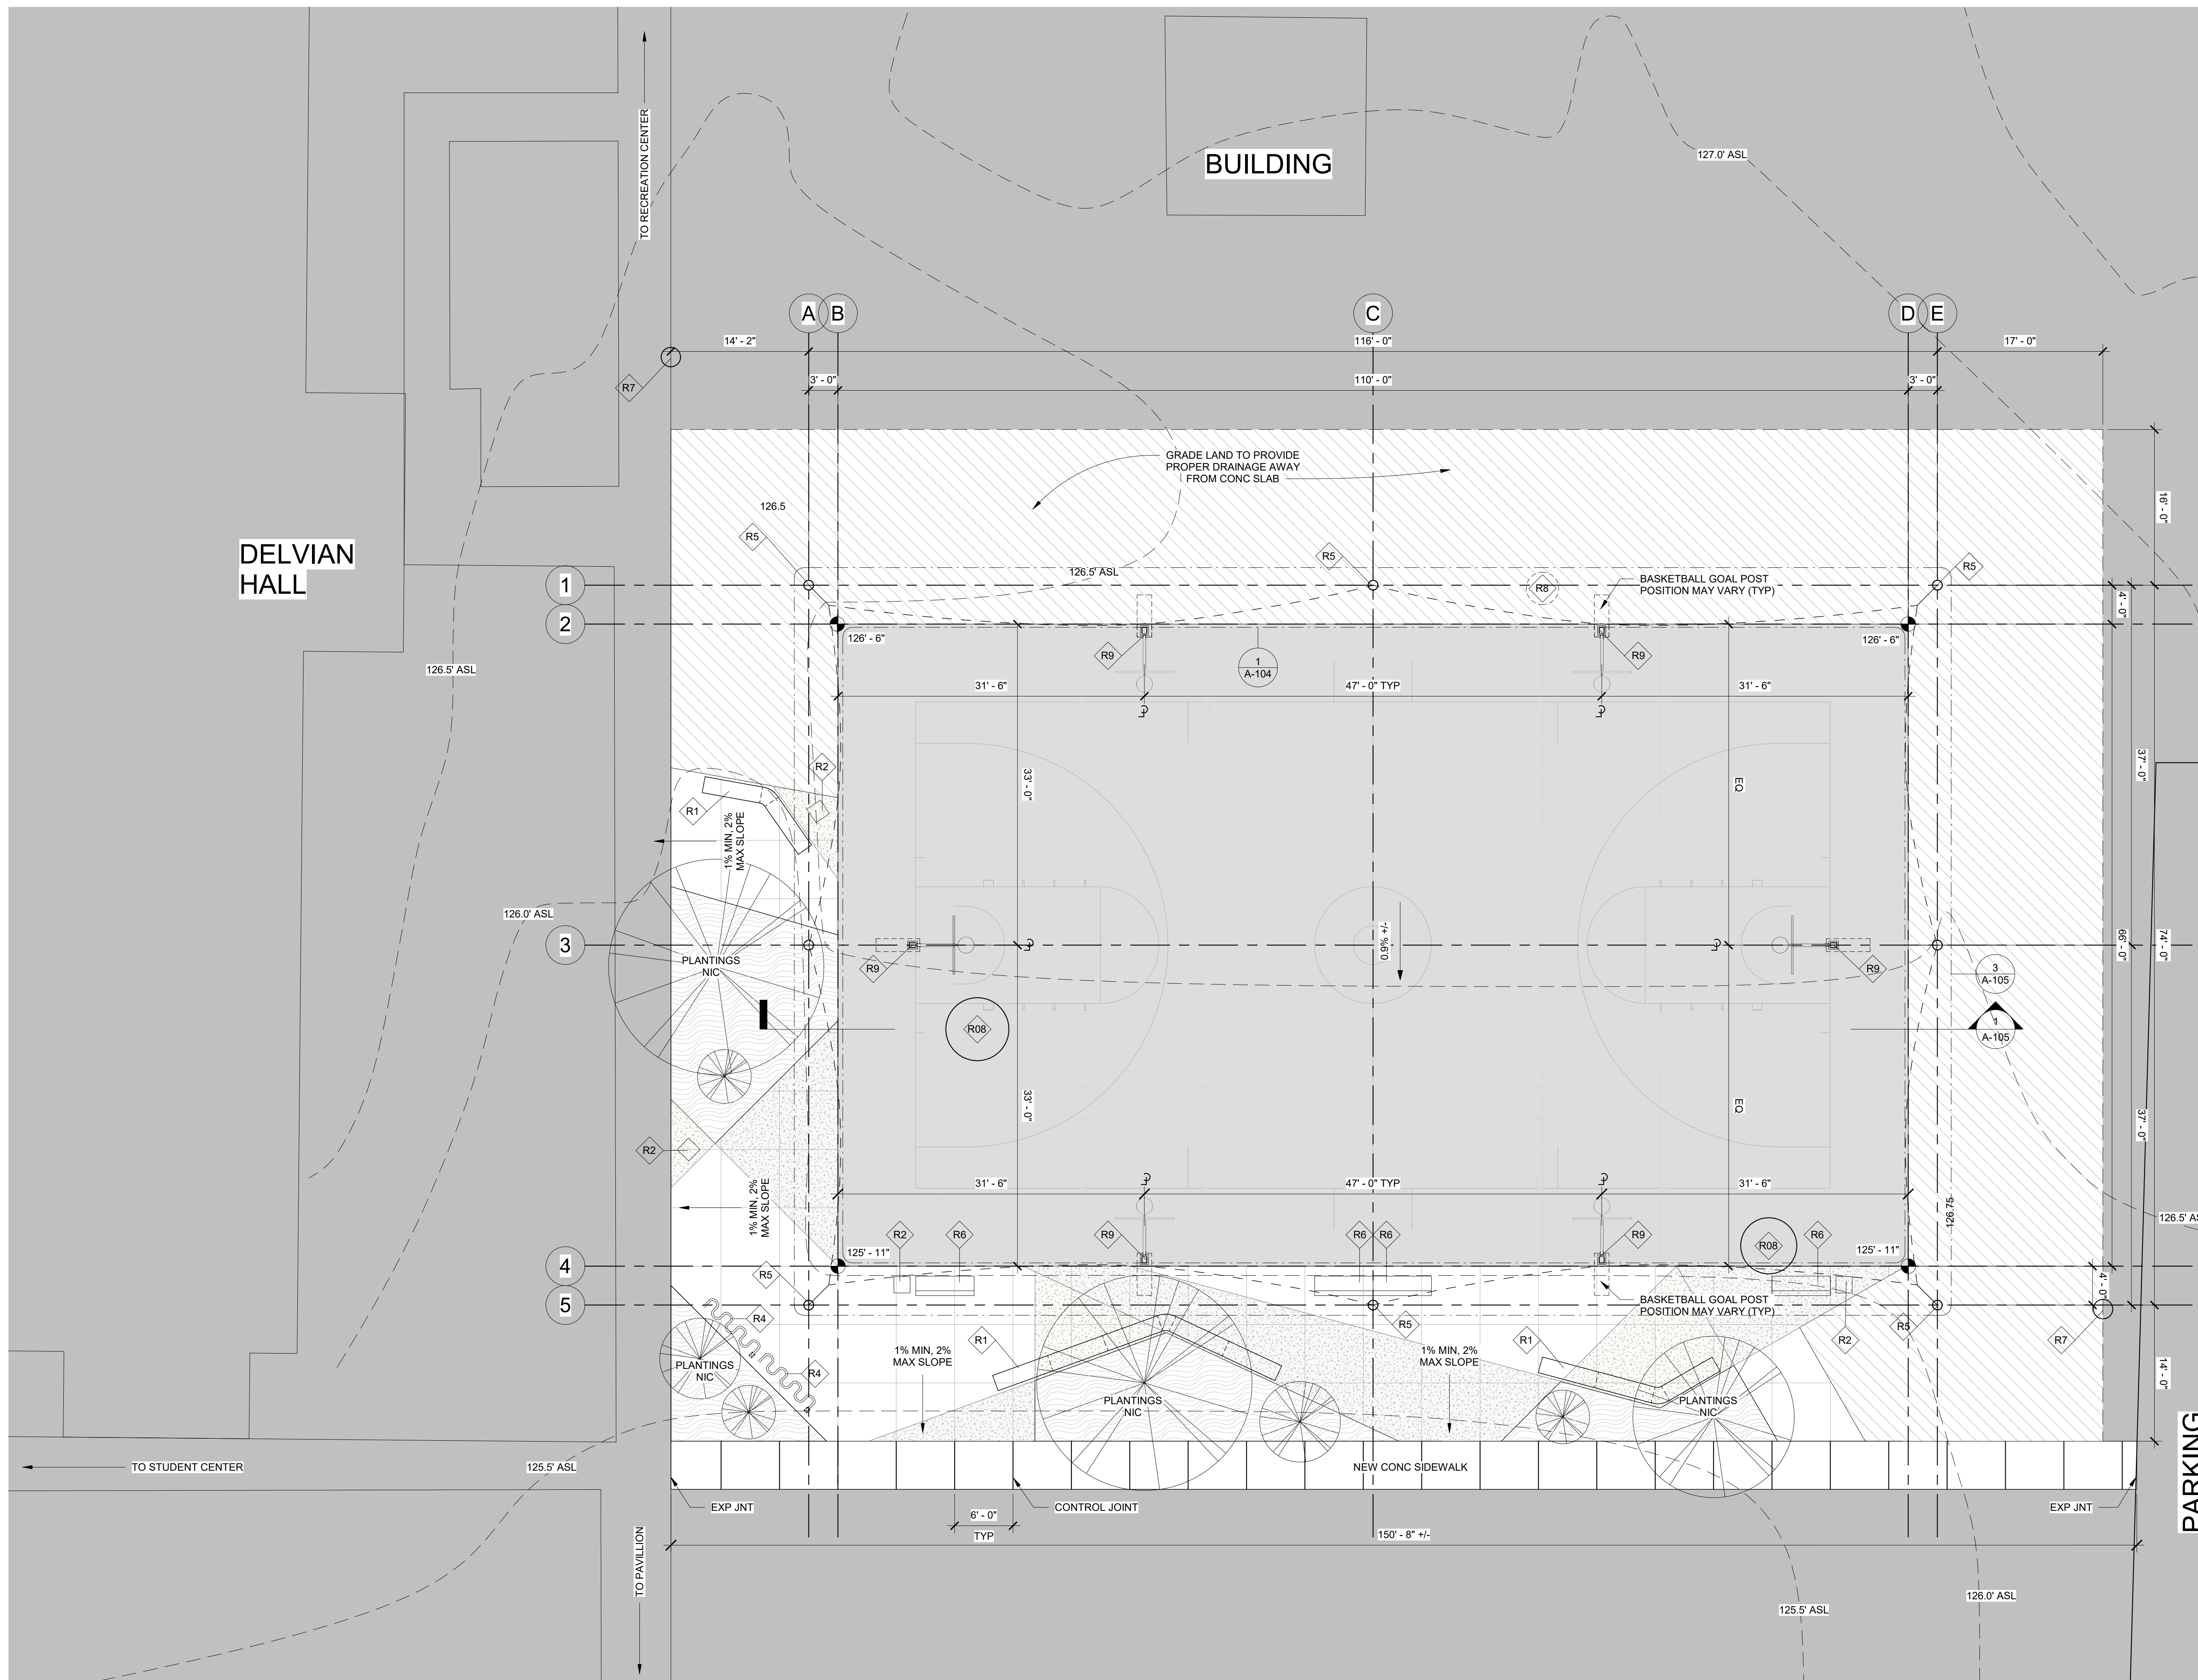 TO RECREATION CENTER
BUILDING
127.0' ASL
A
B
C
D
E
14' - 2"
116' - 0"
17' - 0"
3' - 0"
110' - 0"
3' - 0"
R7
GRADE LAND TO PROVIDE
PROPER DRAINAGE AWAY
FROM CONC SLAB
126.5
16' - 0"
R5
R5
R5
DELVIAN
HALL
1
126.5' ASL
R8
BASKETBALL GOAL POST
POSITION MAY VARY (TYP)
4' - 0"
2
126' - 6"
126' - 6"
R9
1
A-104
R9
126.5' ASL
31' - 6"
47' - 0" TYP
31' - 6"
CL
CL
R2
33' - 0"
EQ
37' - 0"
R1
1% MIN, 2%
MAX SLOPE
126.0' ASL
3
CL
0.6% +/-
CL
66' - 0"
74' - 0"
PLANTINGS
NIC
R9
R9
3
A-105
R08
1
A-105
33' - 0"
EQ
37' - 0"
R2
31' - 6"
CL
47' - 0" TYP
CL
31' - 6"
1% MIN, 2%
MAX SLOPE
126.75
126.5' AS
R2
R6
R9
R6
R6
R9
R08
R6
125' - 11"
125' - 11"
4
R5
4' - 0"
5
BASKETBALL GOAL POST
POSITION MAY VARY (TYP)
R4
R5
R5
R1
R1
R2
R7
1% MIN, 2%
MAX SLOPE
1% MIN, 2%
MAX SLOPE
14' - 0"
PLANTINGS
NIC
R4
PLANTINGS
NIC
PLANTINGS
NIC
PARKING
TO STUDENT CENTER
125.5' ASL
NEW CONC SIDEWALK
EXP JNT
CONTROL JOINT
EXP JNT
6' - 0"
TYP
150' - 8" +/-
TO PAVILLION
126.0' ASL
125.5' ASL